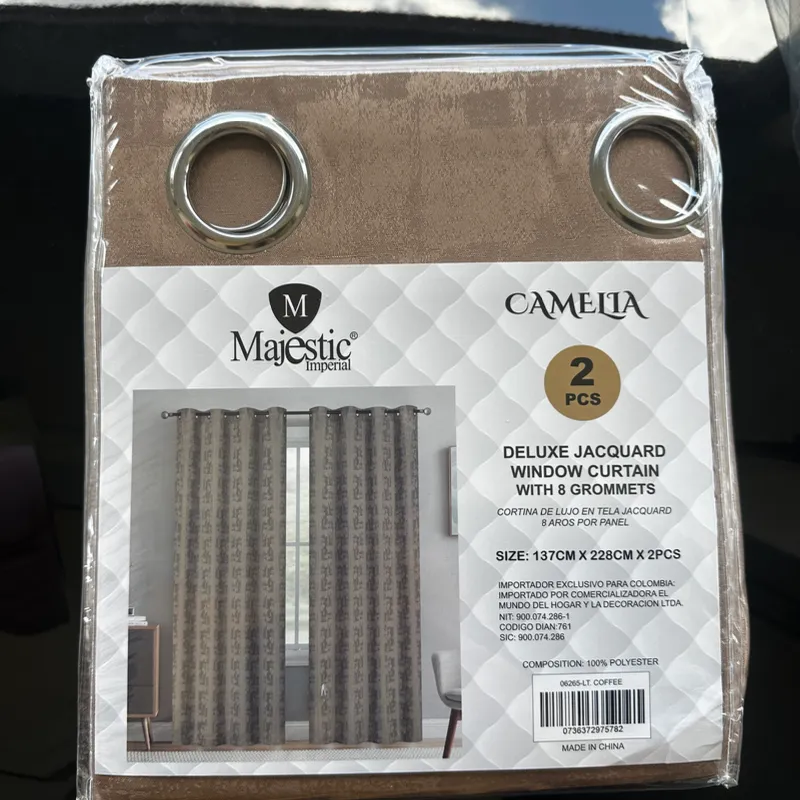 M
Majestic®
Imperial
CAMELIA
2
PCS
DELUXE JACQUARD
WINDOW CURTAIN
WITH 8 GROMMETS
CORTINA DE LUJO EN TELA JACQUARD
8 AROS POR PANEL
SIZE: 137CM X 228CM X 2PCS
IMPORTADOR EXCLUSIVO PARA COLOMBIA:
IMPORTADO POR COMERCIALIZADORA EL
MUNDO DEL HOGAR Y LA DECORACION LTDA.
NIT: 900.074.286-1
CODIGO DIAN:761
SIC: 900.074.286
COMPOSITION: 100% POLYESTER
06265-LT. COFFEE
0736372975782
MADE IN CHINA